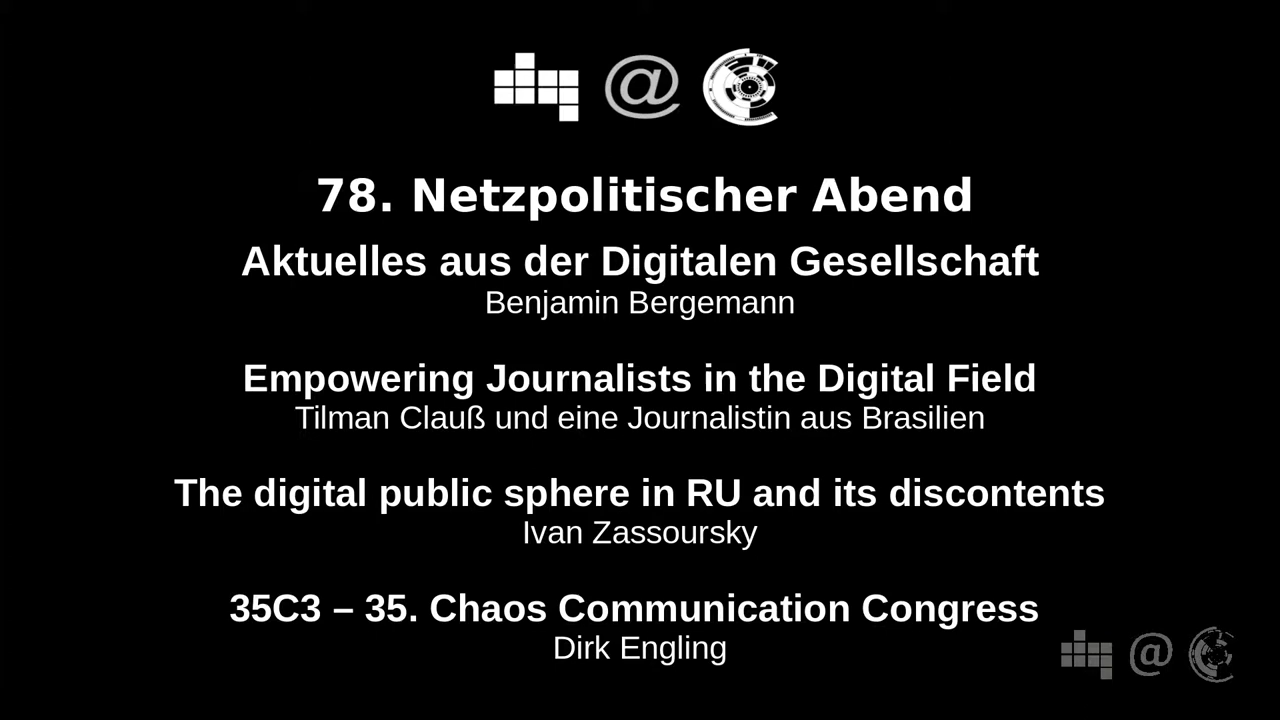 @
78. Netzpolitischer Abend
Aktuelles aus der Digitalen Gesellschaft
Benjamin Bergemann
Empowering Journalists in the Digital Field
Tilman Clauß und eine Journalistin aus Brasilien
The digital public sphere in RU and its discontents
Ivan Zassoursky
35C3 – 35. Chaos Communication Congress
Dirk Engling
@